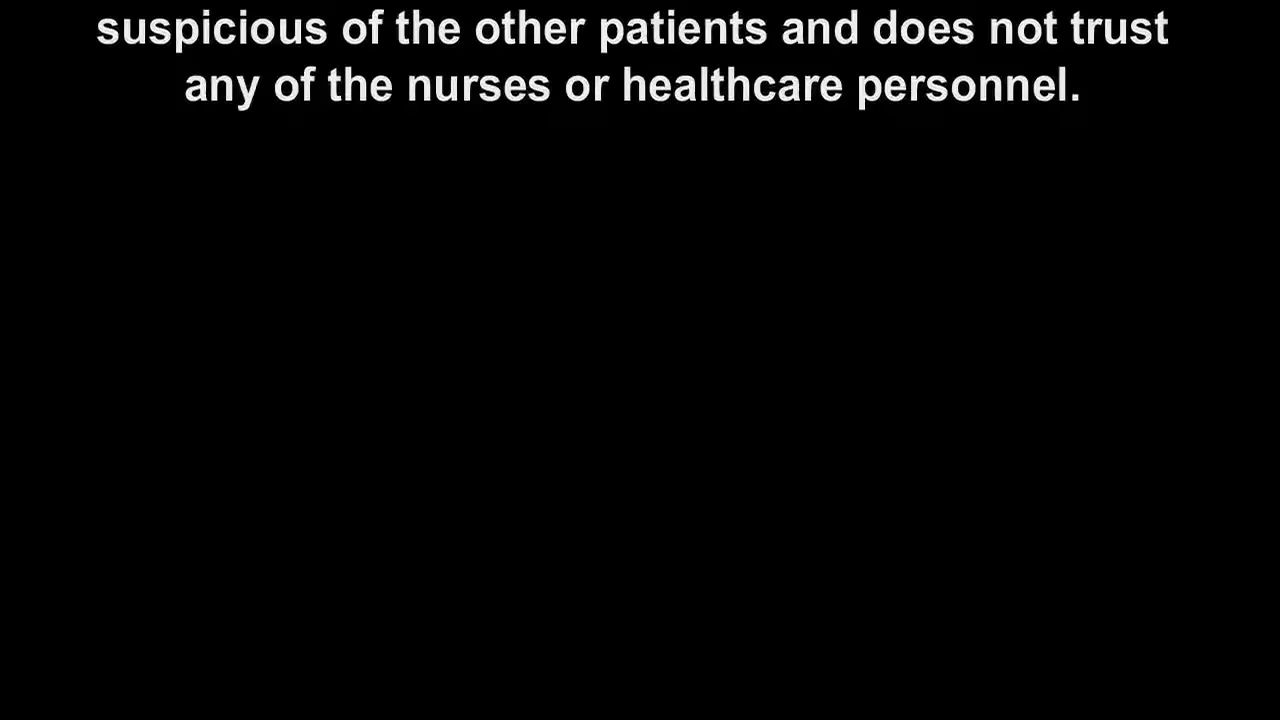 suspicious of the other patients and does not trust
any of the nurses or healthcare personnel.